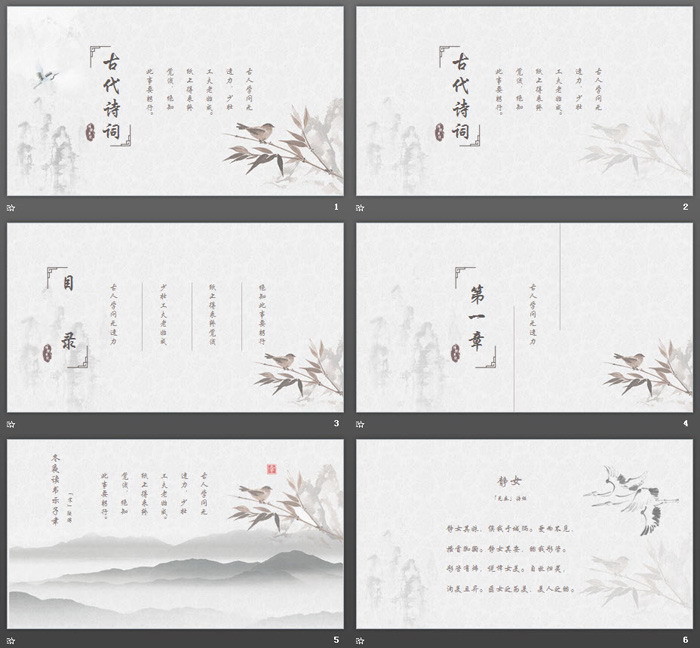 古代诗词
古人学问无
遗力,少壮
工夫老始成。
纸上得来终
觉浅,绝知
此事要躬行。
1
古代诗词
古人学问无
遗力,少壮
工夫老始成。
纸上得来终
觉浅,绝知
此事要躬行。
2
目录
古人学问无遗力
少壮工夫老始成
纸上得来终觉浅
绝知此事要躬行
3
第一章
古人学问无遗力
4
冬夜读书示子聿
古人学问无
遗力,少壮
工夫老始成。
纸上得来终
觉浅,绝知
此事要躬行。
5
静女
静女其姝,俟我于城隅。爱而不见,
搔首踟蹰。静女其娈,贻我彤管。
彤管有炜,说怿女美。自牧归荑,
洵美且异。匪女之为美,美人之贻。
6